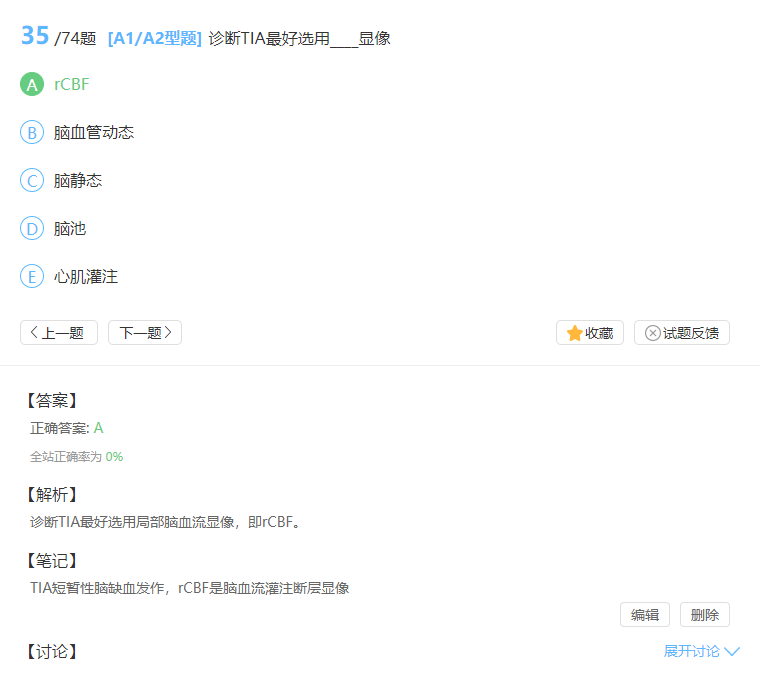 35 /74题 [A1/A2型题] 诊断TIA最好选用____显像
A rCBF
B 脑血管动态
C 脑静态
D 脑池
E 心肌灌注
上一题 下一题 收藏 试题反馈
【答案】
正确答案: A
全站正确率为 0%
【解析】
诊断TIA最好选用局部脑血流显像，即rCBF。
【笔记】
TIA短暂性脑缺血发作，rCBF是脑血流灌注断层显像
编辑 删除
【讨论】 展开讨论